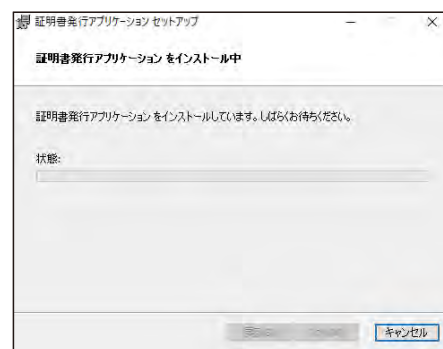 証明書発行アプリケーション セットアップ
証明書発行アプリケーション をインストール中
証明書発行アプリケーション をインストールしています。しばらくお待ちください。
状態:
キャンセル